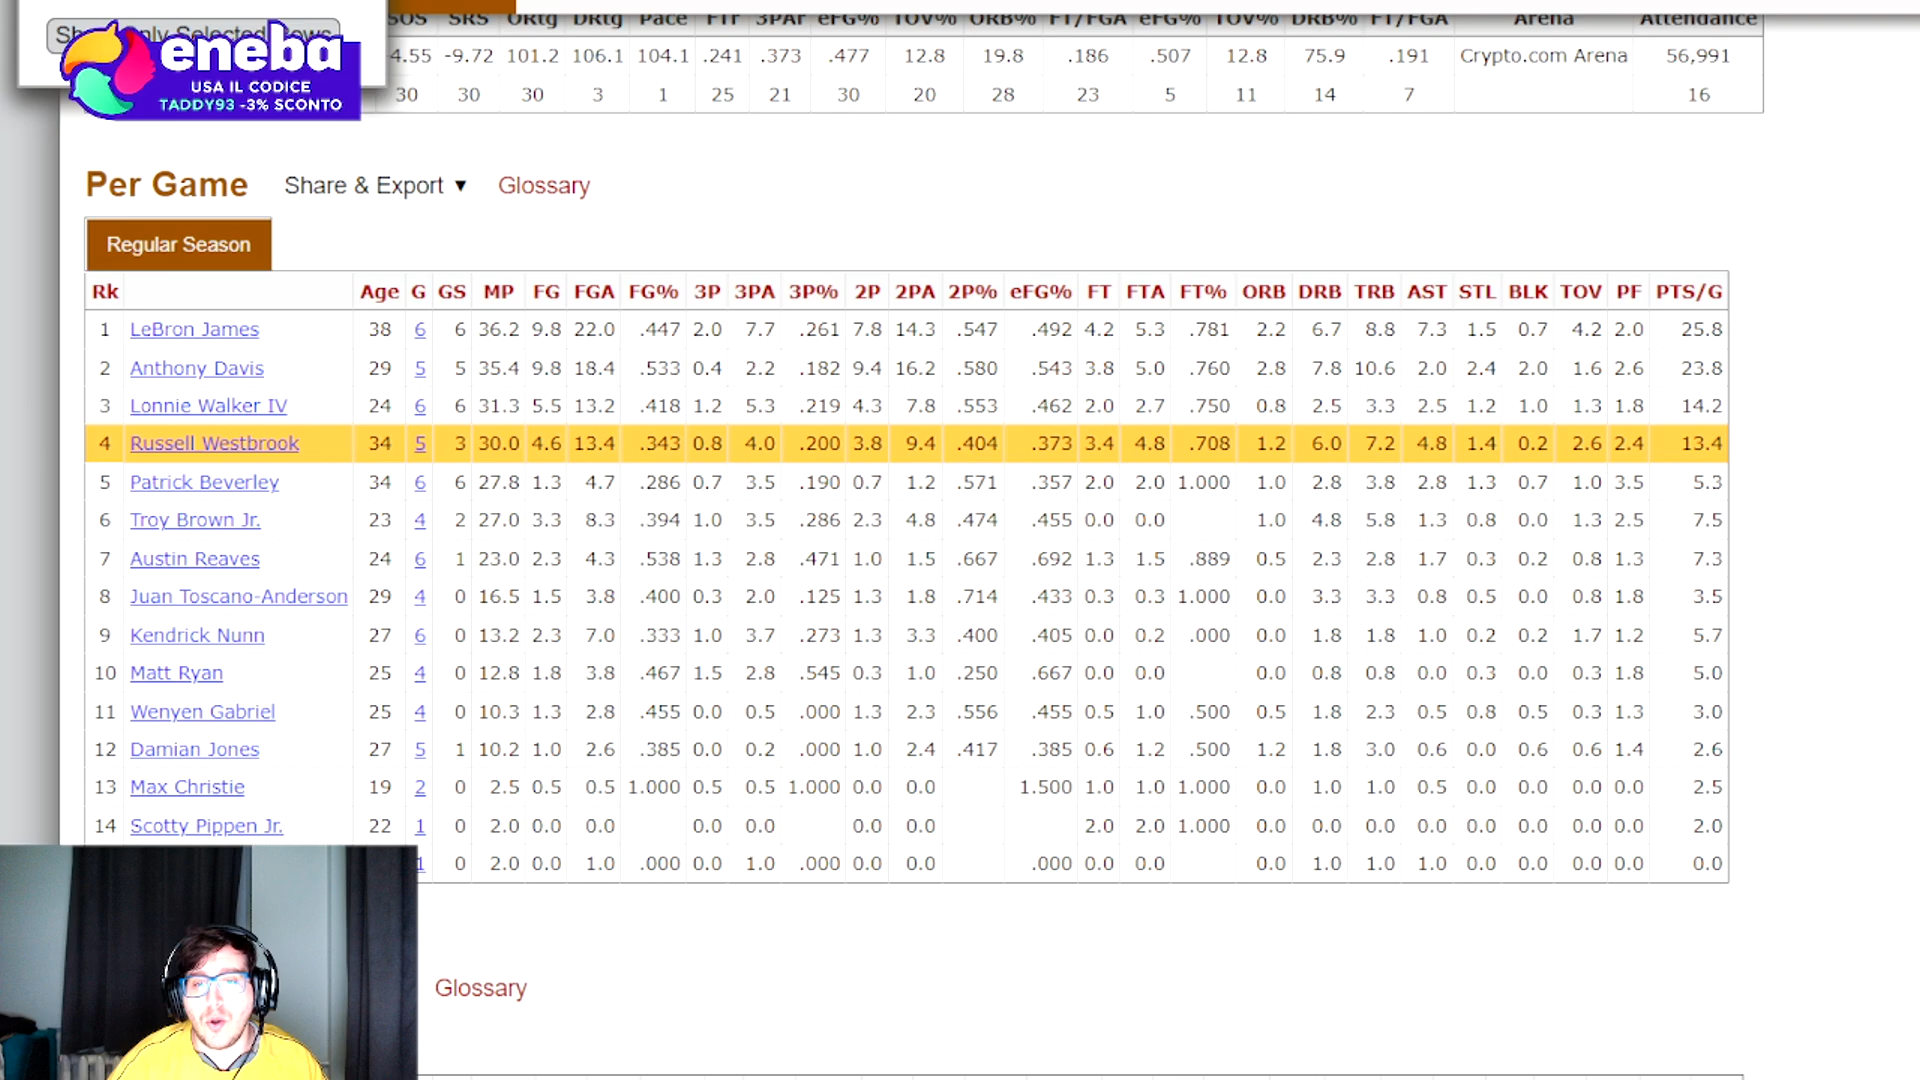 SOS SRS ORtg DRtg Pace FTr 3PAr eFG% TOV% ORB% FT/FGA eFG% TOV% DRB% FT/FGA Arena Attendance
Only Selected Rows
eneba
USA IL CODICE
TADDY93 -3% SCONTO
4.55 -9.72 101.2 106.1 104.1 .241 .373 .477 12.8 19.8 .186 .507 12.8 75.9 .191 Crypto.com Arena 56,991
30 30 30 3 1 25 21 30 20 28 23 5 11 14 7 16
Per Game Share & Export ▼ Glossary
Regular Season
Rk Age G GS MP FG FGA FG% 3P 3PA 3P% 2P 2PA 2P% eFG% FT FTA FT% ORB DRB TRB AST STL BLK TOV PF PTS/G
1 LeBron James 38 6 6 36.2 9.8 22.0 .447 2.0 7.7 .261 7.8 14.3 .547 .492 4.2 5.3 .781 2.2 6.7 8.8 7.3 1.5 0.7 4.2 2.0 25.8
2 Anthony Davis 29 5 5 35.4 9.8 18.4 .533 0.4 2.2 .182 9.4 16.2 .580 .543 3.8 5.0 .760 2.8 7.8 10.6 2.0 2.4 2.0 1.6 2.6 23.8
3 Lonnie Walker IV 24 6 6 31.3 5.5 13.2 .418 1.2 5.3 .219 4.3 7.8 .553 .462 2.0 2.7 .750 0.8 2.5 3.3 2.5 1.2 1.0 1.3 1.8 14.2
4 Russell Westbrook 34 5 3 30.0 4.6 13.4 .343 0.8 4.0 .200 3.8 9.4 .404 .373 3.4 4.8 .708 1.2 6.0 7.2 4.8 1.4 0.2 2.6 2.4 13.4
5 Patrick Beverley 34 6 6 27.8 1.3 4.7 .286 0.7 3.5 .190 0.7 1.2 .571 .357 2.0 2.0 1.000 1.0 2.8 3.8 2.8 1.3 0.7 1.0 3.5 5.3
6 Troy Brown Jr. 23 4 2 27.0 3.3 8.3 .394 1.0 3.5 .286 2.3 4.8 .474 .455 0.0 0.0 1.0 4.8 5.8 1.3 0.8 0.0 1.3 2.5 7.5
7 Austin Reaves 24 6 1 23.0 2.3 4.3 .538 1.3 2.8 .471 1.0 1.5 .667 .692 1.3 1.5 .889 0.5 2.3 2.8 1.7 0.3 0.2 0.8 1.3 7.3
8 Juan Toscano-Anderson 29 4 0 16.5 1.5 3.8 .400 0.3 2.0 .125 1.3 1.8 .714 .433 0.3 0.3 1.000 0.0 3.3 3.3 0.8 0.5 0.0 0.8 1.8 3.5
9 Kendrick Nunn 27 6 0 13.2 2.3 7.0 .333 1.0 3.7 .273 1.3 3.3 .400 .405 0.0 0.2 .000 0.0 1.8 1.8 1.0 0.2 0.2 1.7 1.2 5.7
10 Matt Ryan 25 4 0 12.8 1.8 3.8 .467 1.5 2.8 .545 0.3 1.0 .250 .667 0.0 0.0 0.0 0.8 0.8 0.0 0.3 0.0 0.3 1.8 5.0
11 Wenyen Gabriel 25 4 0 10.3 1.3 2.8 .455 0.0 0.5 .000 1.3 2.3 .556 .455 0.5 1.0 .500 0.5 1.8 2.3 0.5 0.8 0.5 0.3 1.3 3.0
12 Damian Jones 27 5 1 10.2 1.0 2.6 .385 0.0 0.2 .000 1.0 2.4 .417 .385 0.6 1.2 .500 1.2 1.8 3.0 0.6 0.0 0.6 0.6 1.4 2.6
13 Max Christie 19 2 0 2.5 0.5 0.5 1.000 0.5 0.5 1.000 0.0 0.0 1.500 1.0 1.0 1.000 0.0 1.0 1.0 0.5 0.0 0.0 0.0 0.0 2.5
14 Scotty Pippen Jr. 22 1 0 2.0 0.0 0.0 0.0 0.0 0.0 0.0 2.0 2.0 1.000 0.0 0.0 0.0 0.0 0.0 0.0 0.0 0.0 2.0
1 0 2.0 0.0 1.0 .000 0.0 1.0 .000 0.0 0.0 .000 0.0 0.0 0.0 1.0 1.0 1.0 0.0 0.0 0.0 0.0 0.0
Glossary